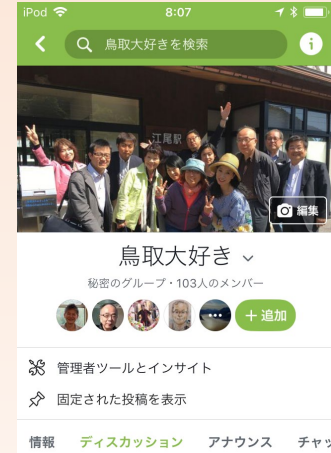 iPod 8:07
鳥取大好きを検索
江尾駅
編集
鳥取大好き
秘密のグループ・103人のメンバー
+ 追加
管理者ツールとインサイト
固定された投稿を表示
情報 ディスカッション アナウンス チャッ